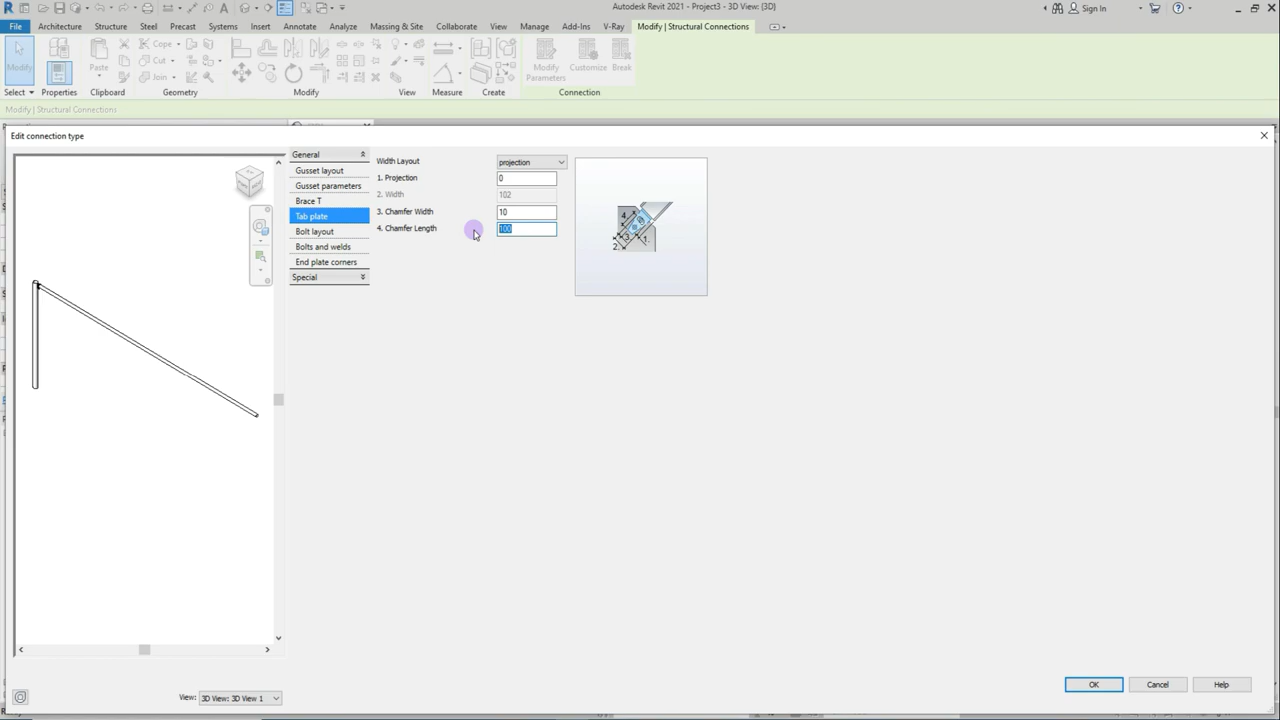 Autodesk Revit 2021 - Project3 - 3D View: {3D}
Sign In
File Architecture Structure Steel Precast Systems Insert Annotate Analyze Massing & Site Collaborate View Manage Add-Ins V-Ray Modify | Structural Connections
Cope
Cut
Join
Modify
Paste
Modify Parameters
Customize
Break
Select Properties Clipboard Geometry Modify View Measure Create Connection
Modify | Structural Connections
Edit connection type
General
Gusset layout
Gusset parameters
Brace T
Tab plate
Bolt layout
Bolts and welds
End plate corners
Special
Width Layout projection
1. Projection 0
2. Width 102
3. Chamfer Width 10
4. Chamfer Length 100
4.
3.
1.
2.
View: 3D View: 3D View 1
OK Cancel Help